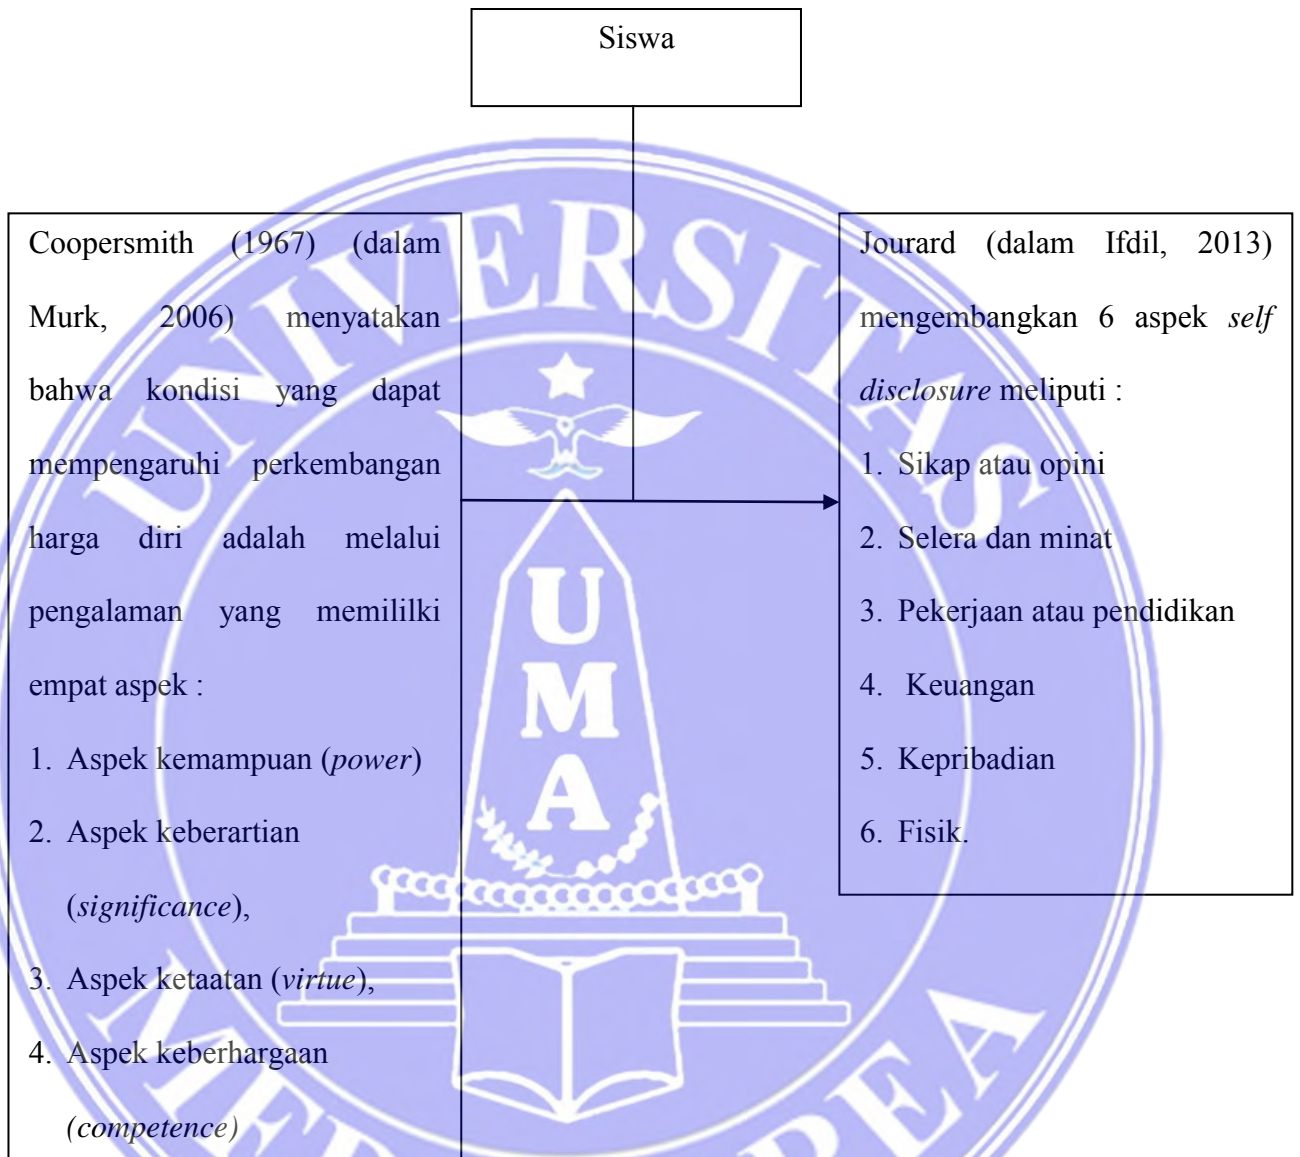 Siswa
Coopersmith (1967) (dalam
Murk, 2006) menyatakan
bahwa kondisi yang dapat
mempengaruhi perkembangan
harga diri adalah melalui
pengalaman yang memililki
empat aspek :
1. Aspek kemampuan (power)
2. Aspek keberartian
(significance),
3. Aspek ketaatan (virtue),
4. Aspek keberhargaan
(competence)
Jourard (dalam Ifdil, 2013)
mengembangkan 6 aspek self
disclosure meliputi :
1. Sikap atau opini
2. Selera dan minat
3. Pekerjaan atau pendidikan
4. Keuangan
5. Kepribadian
6. Fisik.
UNIVERSITAS
UMA